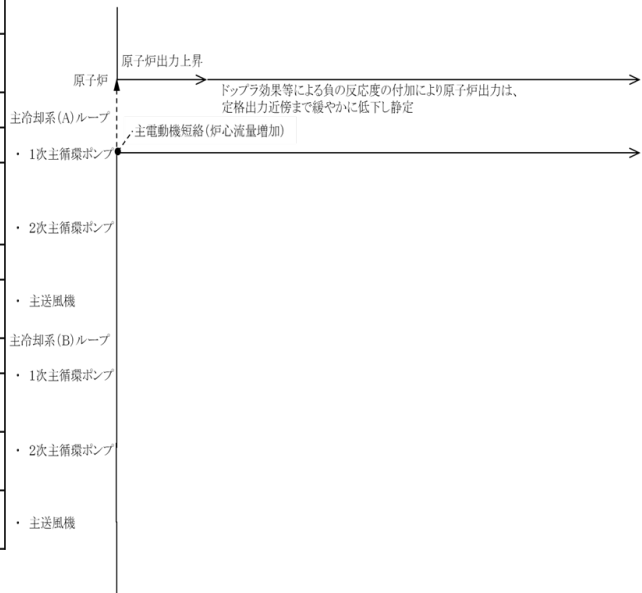 原子炉出力上昇
原子炉
ドップラ効果等による負の反応度の付加により原子炉出力は、
定格出力近傍まで緩やかに低下し静定
主冷却系(A)ループ
主電動機短絡(炉心流量増加)
・ 1次主循環ポンプ
・ 2次主循環ポンプ
・ 主送風機
主冷却系(B)ループ
・ 1次主循環ポンプ
・ 2次主循環ポンプ
・ 主送風機